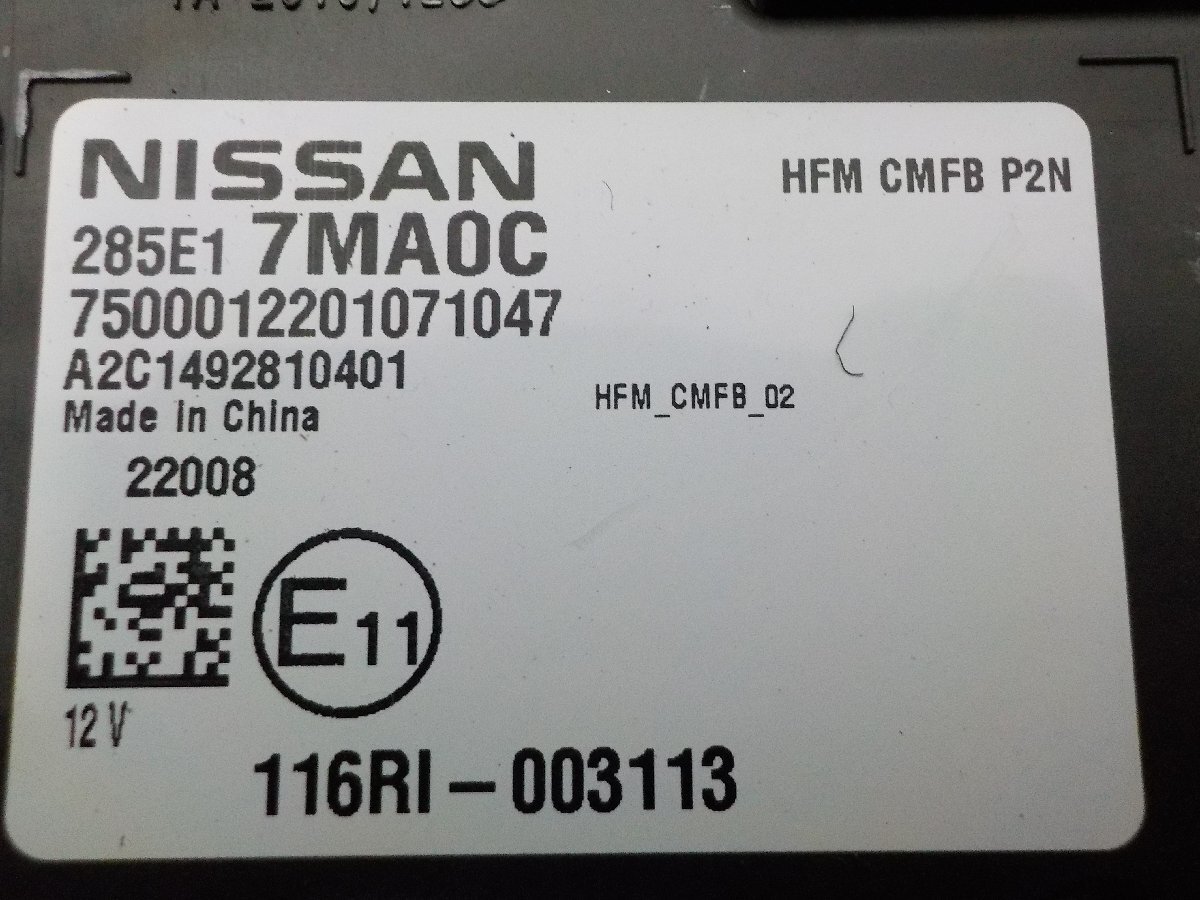 NISSAN
HFM CMFB P2N
285E1 7MA0C
7500012201071047
A2C1492810401
HFM_CMFB_02
Made in China
22008
E11
12 V
116RI-003113